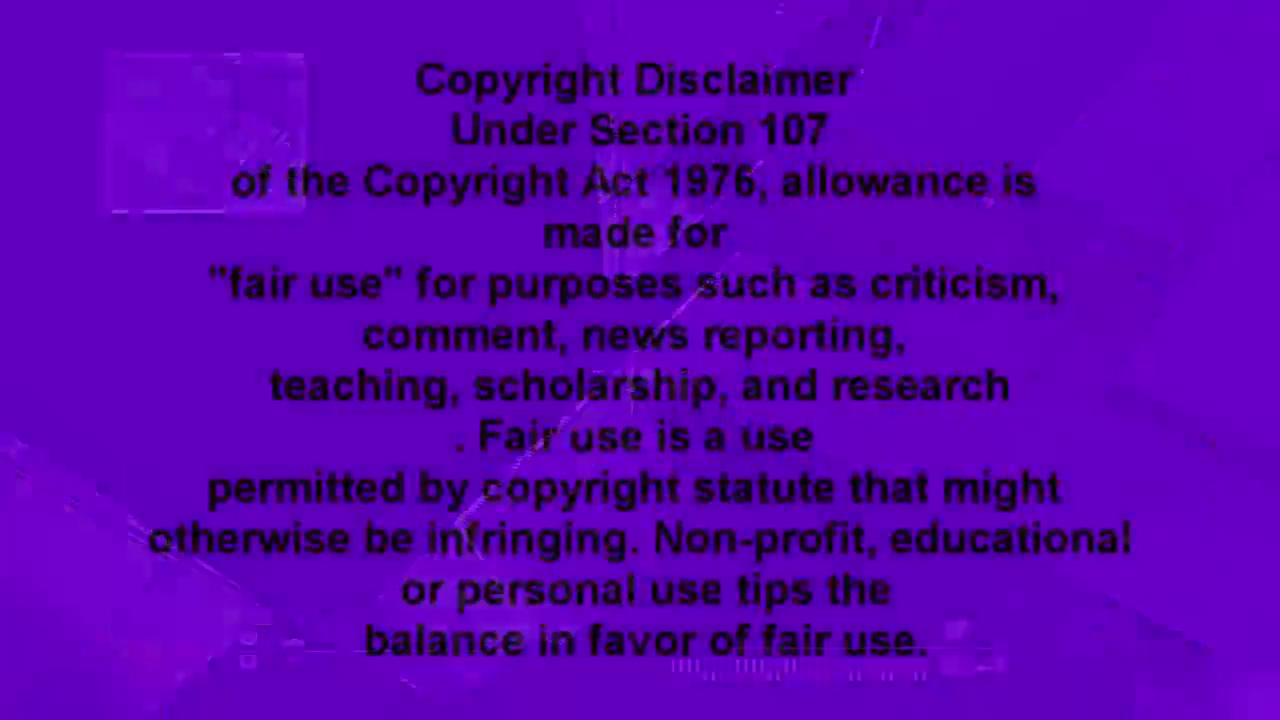 Copyright Disclaimer
Under Section 107
of the Copyright Act 1976, allowance is
made for
"fair use" for purposes such as criticism,
comment, news reporting,
teaching, scholarship, and research
. Fair use is a use
permitted by copyright statute that might
otherwise be infringing. Non-profit, educational
or personal use tips the
balance in favor of fair use.